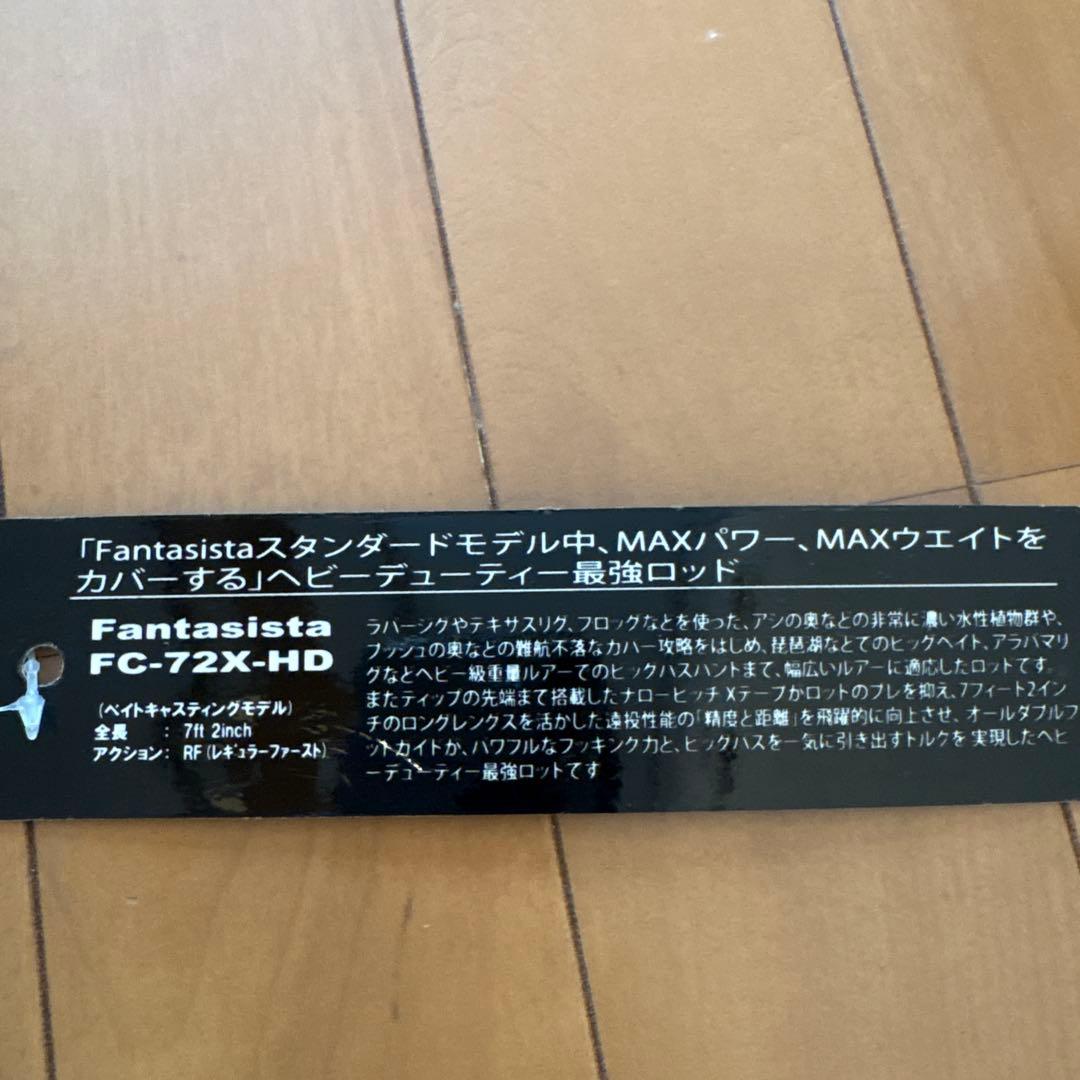 「Fantasistaスタンダードモデル中、MAXパワー、MAXウエイトを
カバーする」ヘビーデューティー最強ロッド
Fantasista
FC-72X-HD
(ベイトキャスティングモデル)
全長 : 7ft 2inch
アクション: RF(レギュラーファースト)
ラバージグやテキサスリグ、フロッグなどを使った、アシの奥などの非常に濃い水性植物群や、
ブッシュの奥などの難航不落なカバー攻略をはじめ、琵琶湖などでのビッグベイト、アラバマリ
グなどヘビー級重量ルアーでのビッグバスハントまで、幅広いルアーに適応したロッドです。
またティップの先端まで搭載したナローピッチXテープがロッドのブレを抑え、7フィート2イン
チのロングレングスを活かした遠投性能の「精度と距離」を飛躍的に向上させ、オールダブルフ
ットガイドが、パワフルなフッキング力と、ビッグバスを一気に引き出すトルクを実現したヘビ
ーデューティー最強ロッドです